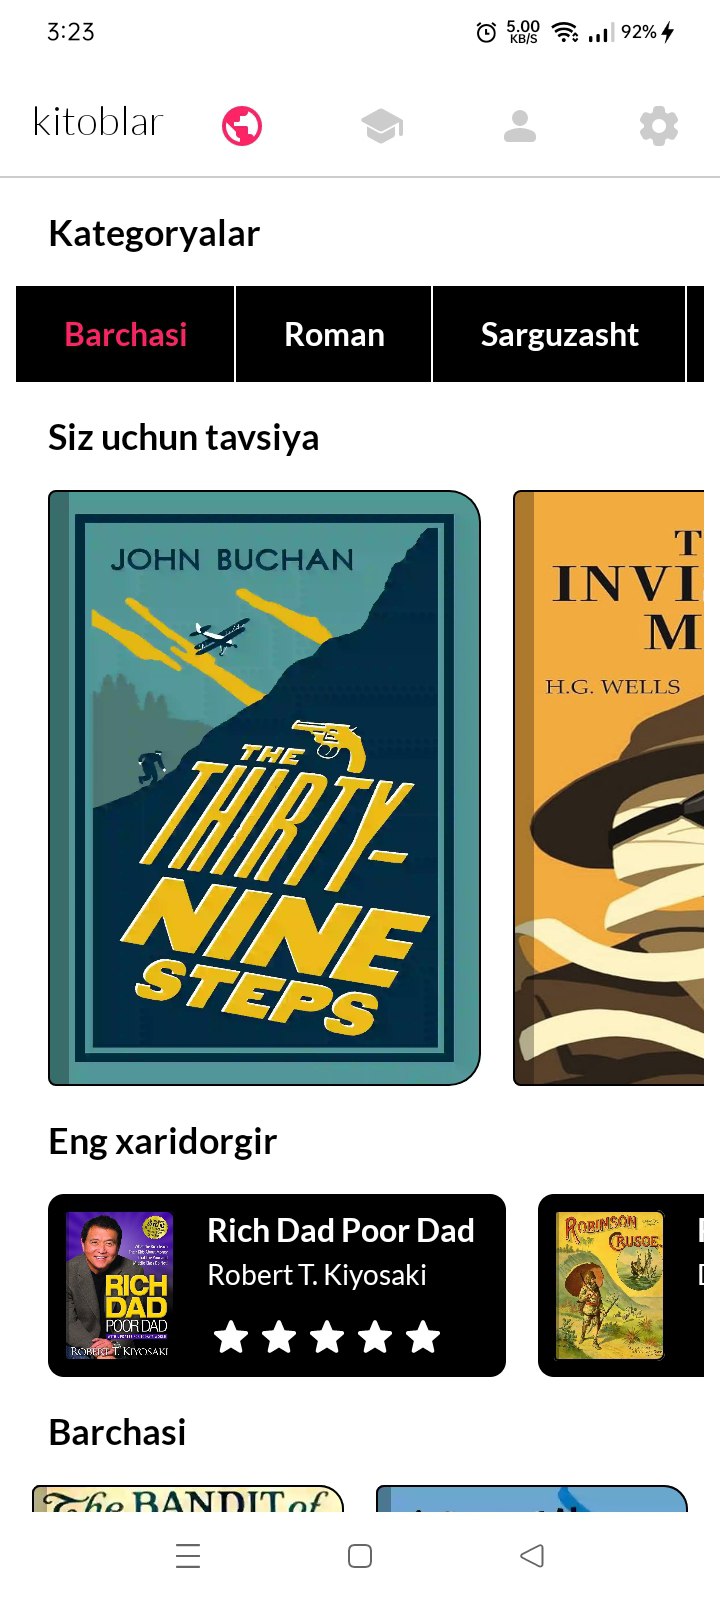 3:23
5.00
KB/S
92%
kitoblar
Kategoryalar
Barchasi
Roman
Sarguzasht
Siz uchun tavsiya
JOHN BUCHAN
THE
THIRTY-
NINE
STEPS
T
INVI
M
H.G. WELLS
Eng xaridorgir
RICH
DAD
POOR DAD
ROBERT T. KIYOSAKI
Rich Dad Poor Dad
Robert T. Kiyosaki
ROBINSON
CRUSOE
Barchasi
The BANDIT of